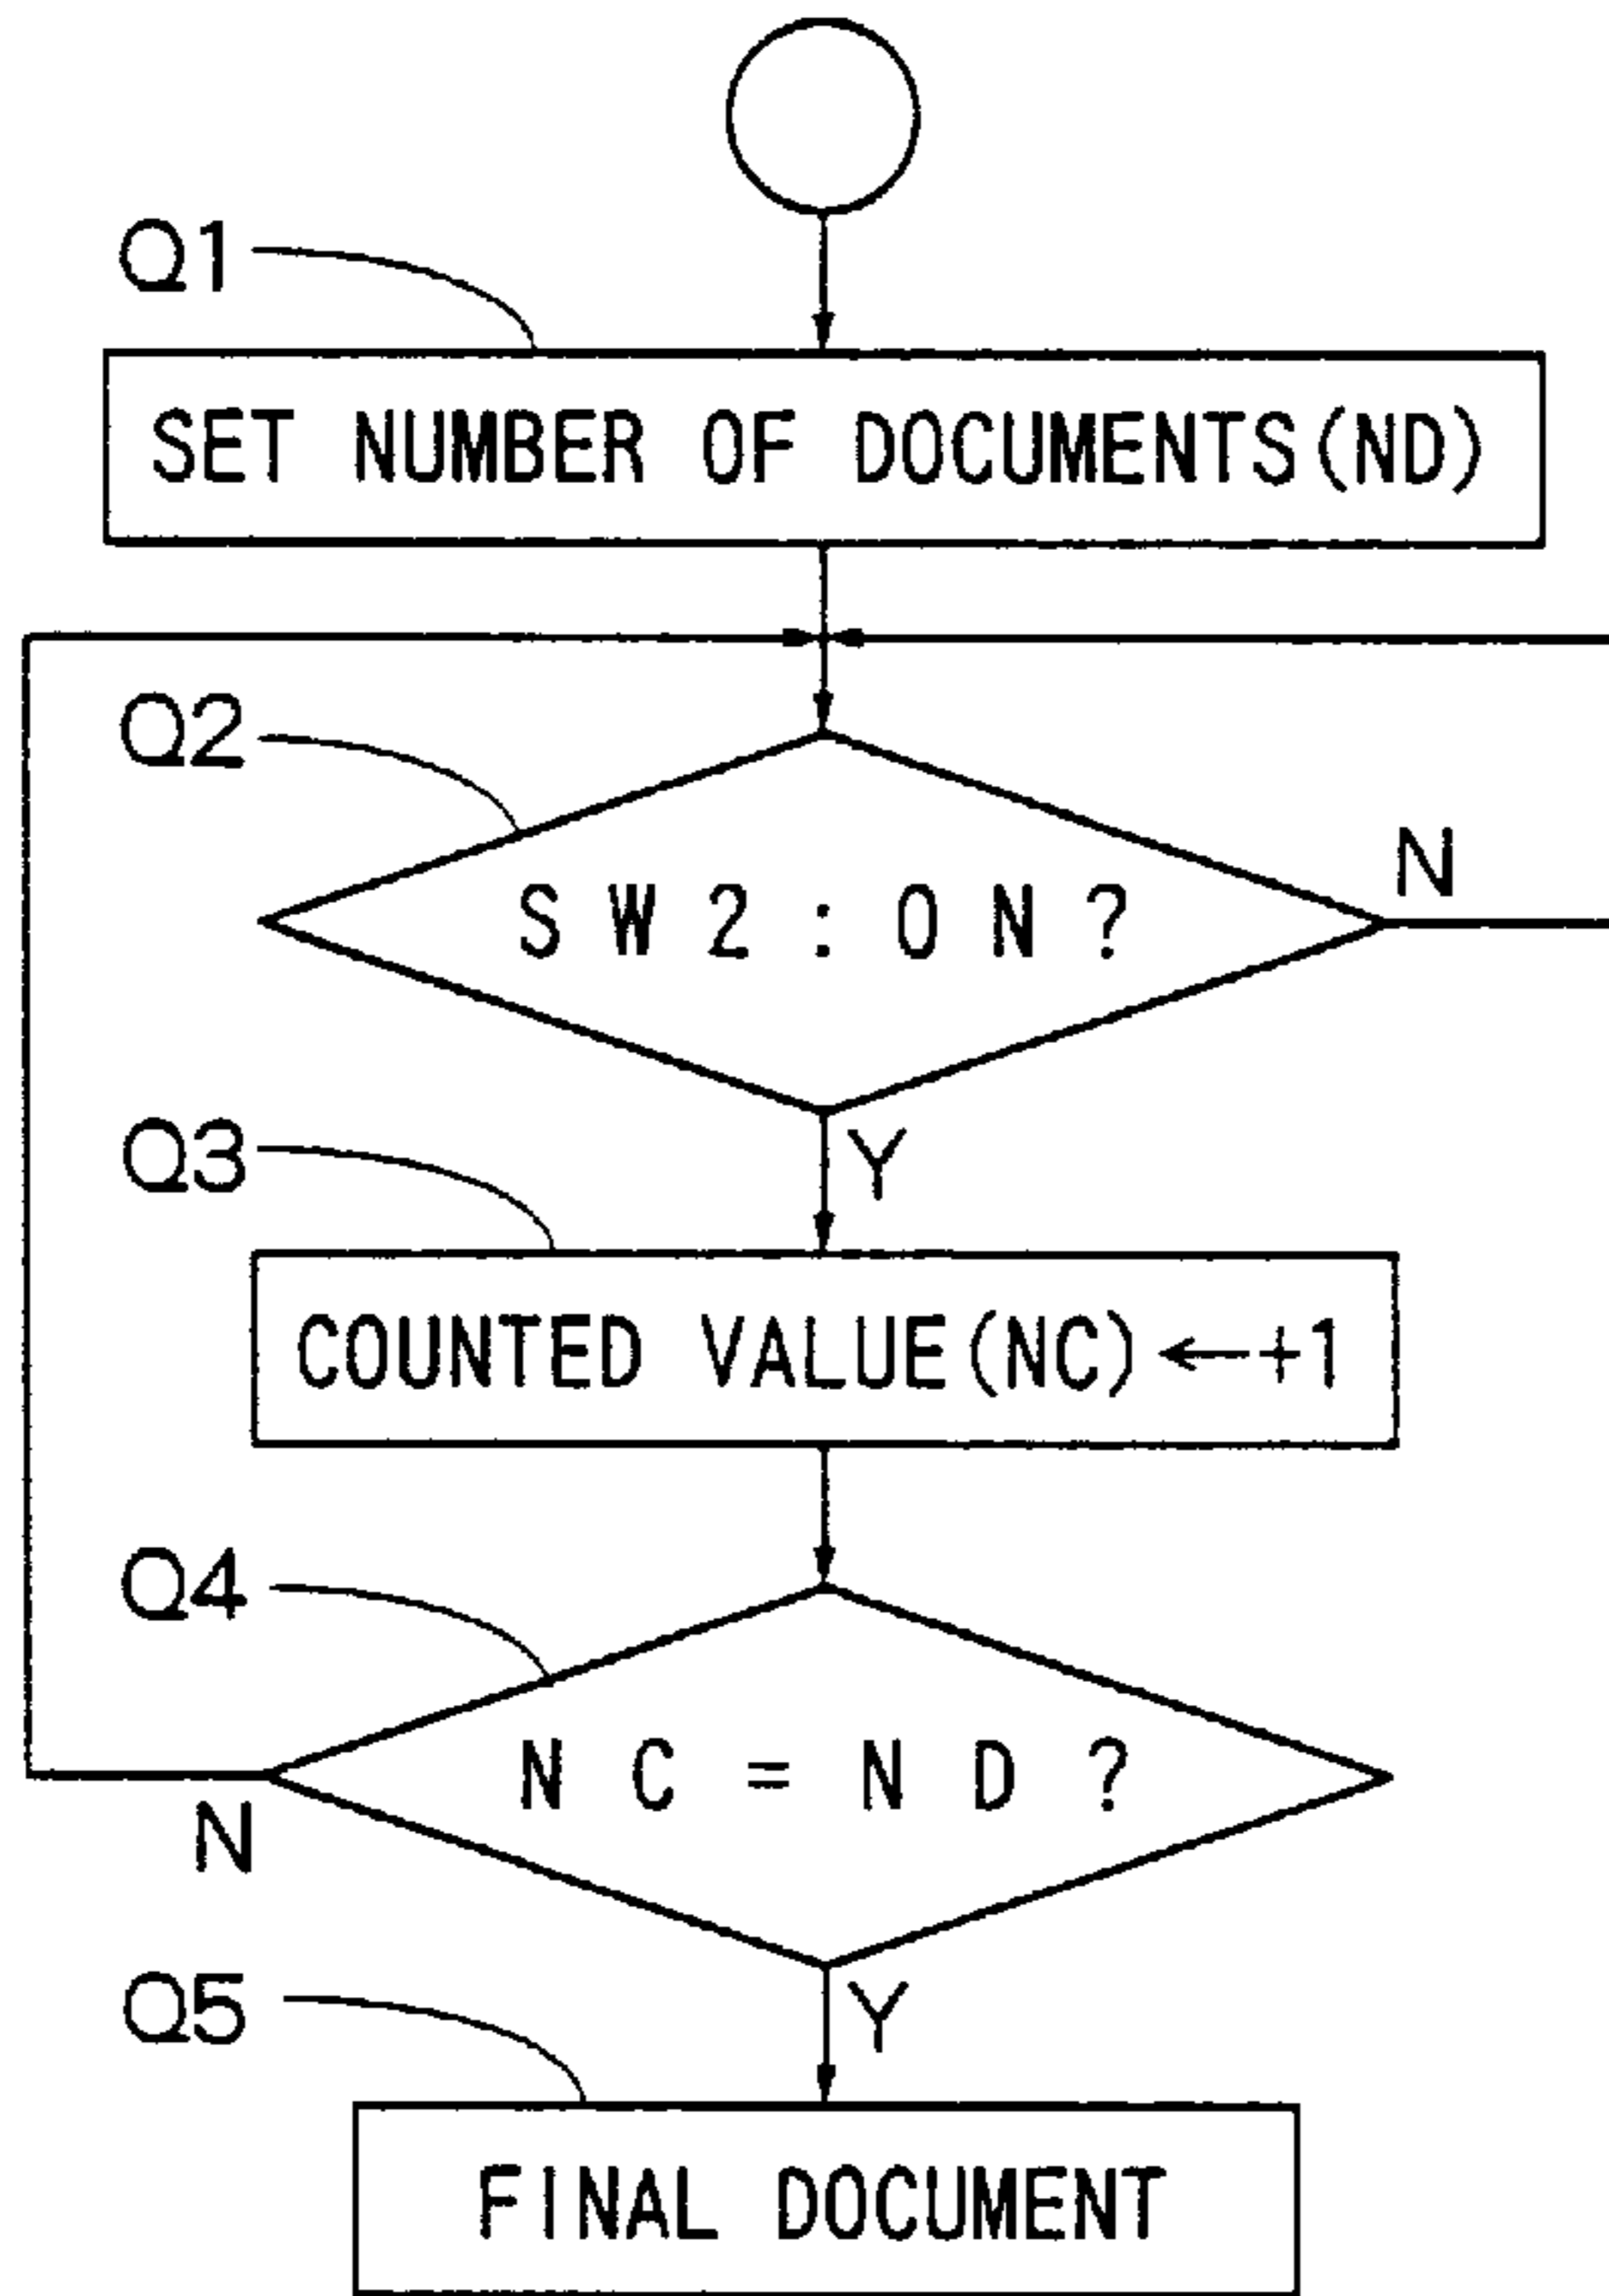 Q1
SET NUMBER OF DOCUMENTS(ND)
Q2
SW2:ON?
N
Y
Q3
COUNTED VALUE(NC)←+1
Q4
NC=ND?
N
Y
Q5
FINAL DOCUMENT